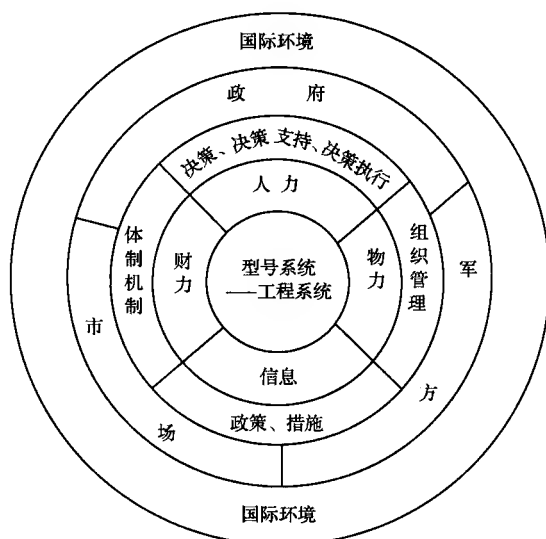 国际环境
政府
决策、决策支持、决策执行
人力
体制机制
财力
型号系统
——工程系统
物力
组织管理
军方
市场
信息
政策、措施
国际环境